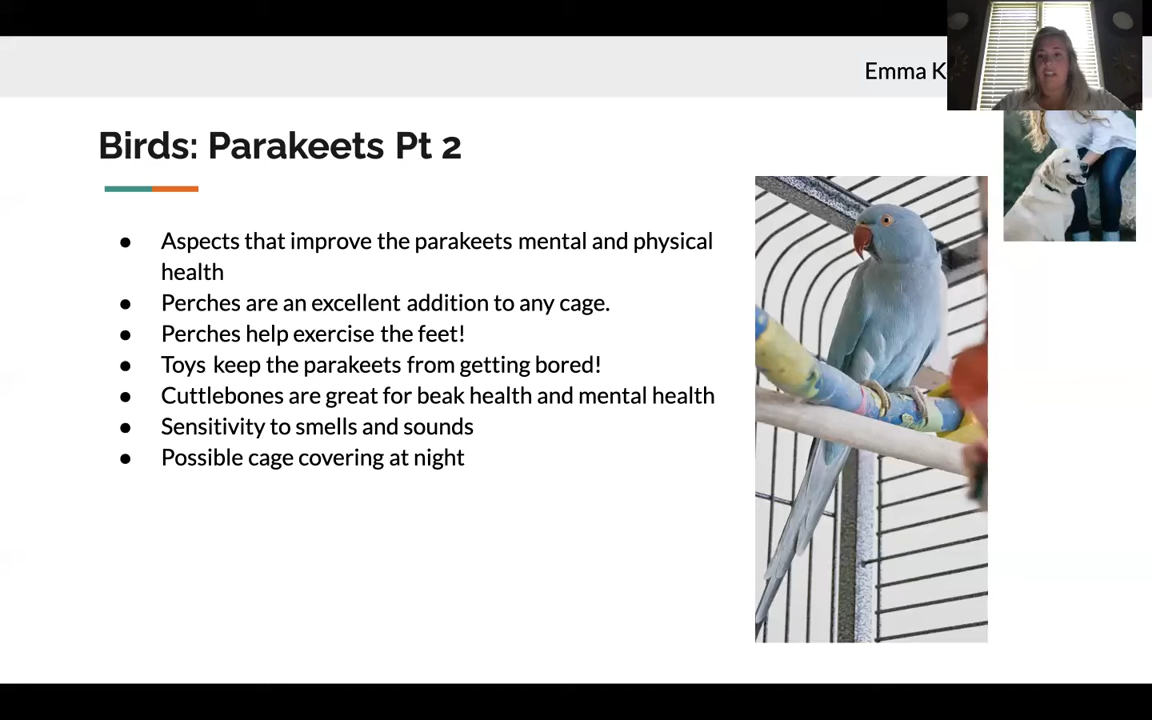 Emma K
Birds: Parakeets Pt 2
● Aspects that improve the parakeets mental and physical
health
● Perches are an excellent addition to any cage.
● Perches help exercise the feet!
● Toys keep the parakeets from getting bored!
● Cuttlebones are great for beak health and mental health
● Sensitivity to smells and sounds
● Possible cage covering at night